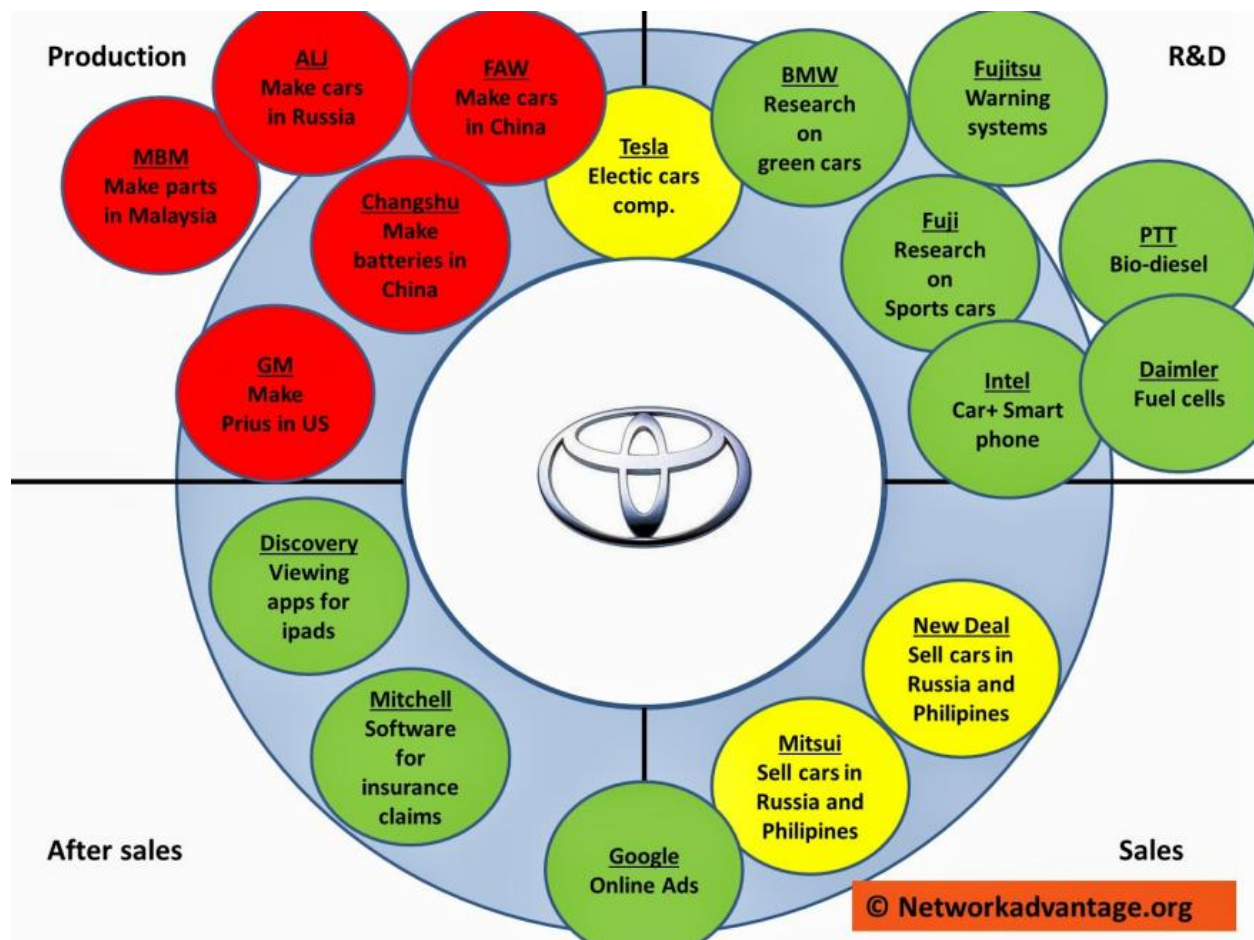 Production
R&D
ALJ
Make cars
in Russia
FAW
Make cars
in China
MBM
Make parts
in Malaysia
Changshu
Make
batteries in
China
GM
Make
Prius in US
Tesla
Electic cars
comp.
BMW
Research
on
green cars
Fujitsu
Warning
systems
Fuji
Research
on
Sports cars
PTT
Bio-diesel
Intel
Car+ Smart
phone
Daimler
Fuel cells
Discovery
Viewing
apps for
ipads
Mitchell
Software
for
insurance
claims
Google
Online Ads
Mitsui
Sell cars in
Russia and
Philipines
New Deal
Sell cars in
Russia and
Philipines
After sales
Sales
© Networkadvantage.org